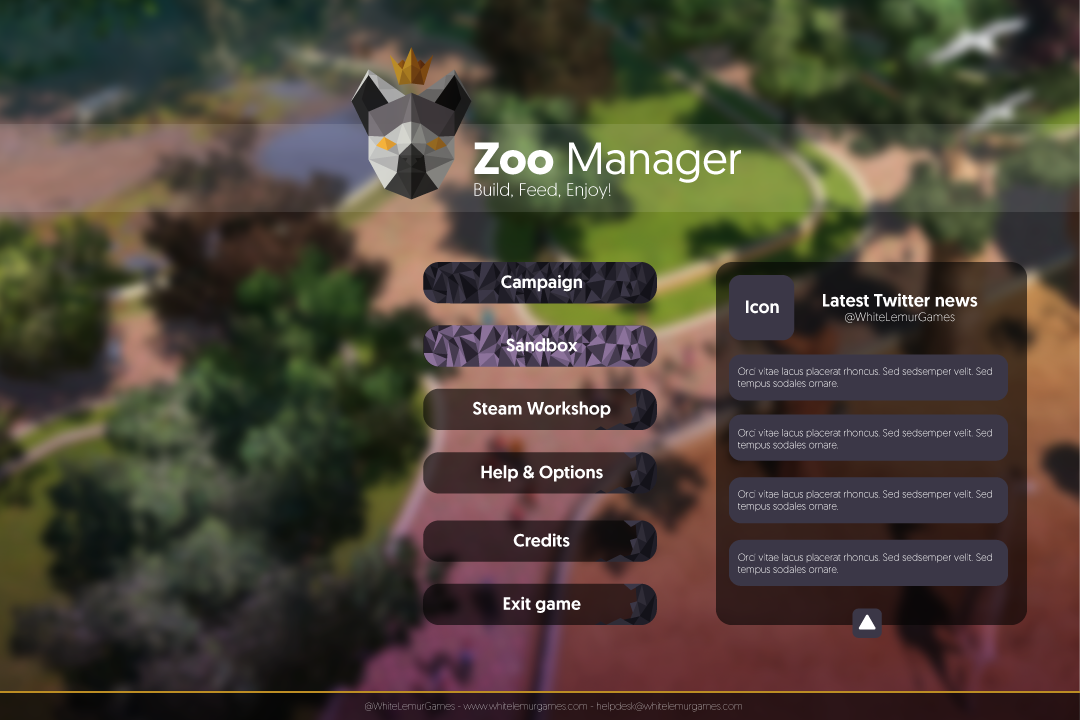 Zoo Manager
Build, Feed, Enjoy!
Campaign
Sandbox
Steam Workshop
Help & Options
Credits
Exit game
Icon
Latest Twitter news
@WhiteLemurGames
Orci vitae lacus placerat rhoncus. Sed sedsemper velit. Sed
tempus sodales ornare.
Orci vitae lacus placerat rhoncus. Sed sedsemper velit. Sed
tempus sodales ornare.
Orci vitae lacus placerat rhoncus. Sed sedsemper velit. Sed
tempus sodales ornare.
Orci vitae lacus placerat rhoncus. Sed sedsemper velit. Sed
tempus sodales ornare.
@WhiteLemurGames - www.whitelemurgames.com - helpdesk@whitelemurgames.com